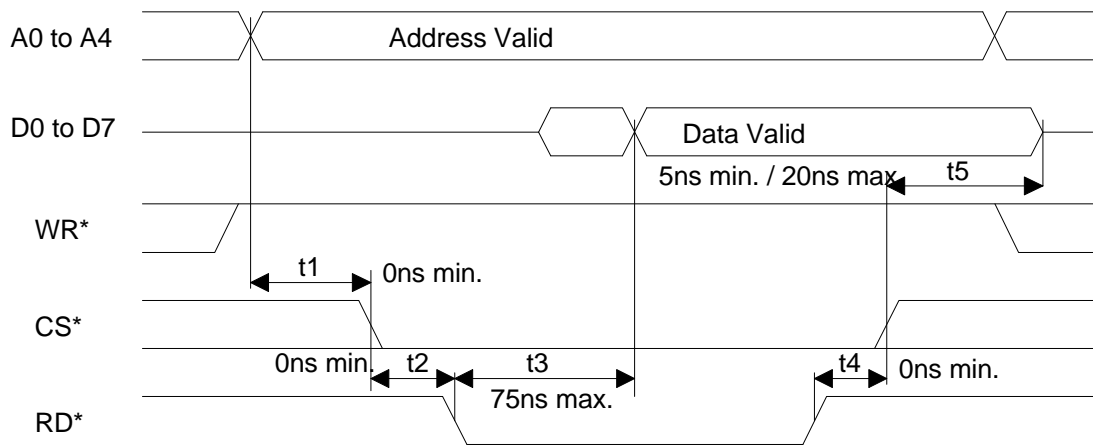 A0 to A4
Address Valid
D0 to D7
Data Valid
5ns min. / 20ns max
t5
WR*
t1
0ns min.
CS*
0ns min.
t2
t3
t4
0ns min.
75ns max.
RD*